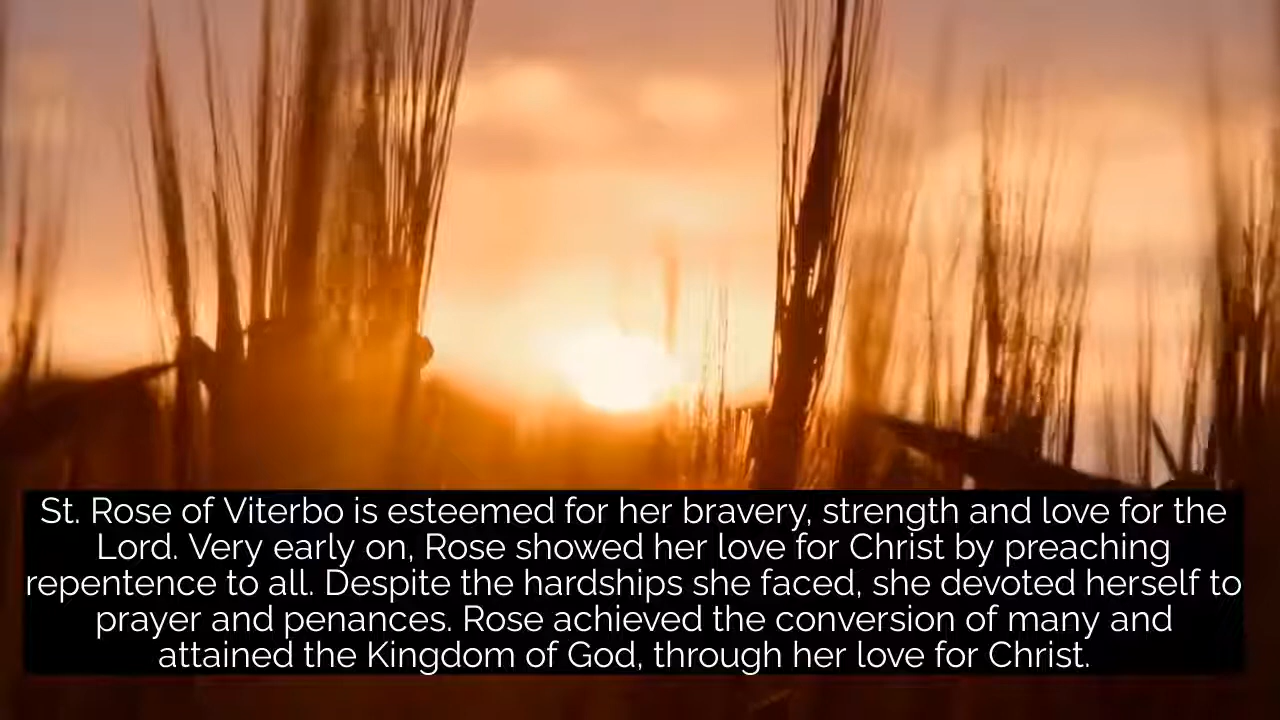 St. Rose of Viterbo is esteemed for her bravery, strength and love for the
Lord. Very early on, Rose showed her love for Christ by preaching
repentence to all. Despite the hardships she faced, she devoted herself to
prayer and penances. Rose achieved the conversion of many and
attained the Kingdom of God, through her love for Christ.